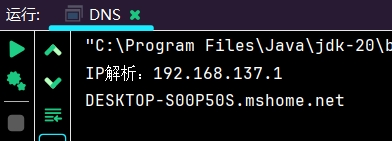 运行:
DNS
"C:\Program Files\Java\jdk-20\b
IP解析：192.168.137.1
DESKTOP-S00P50S.mshome.net